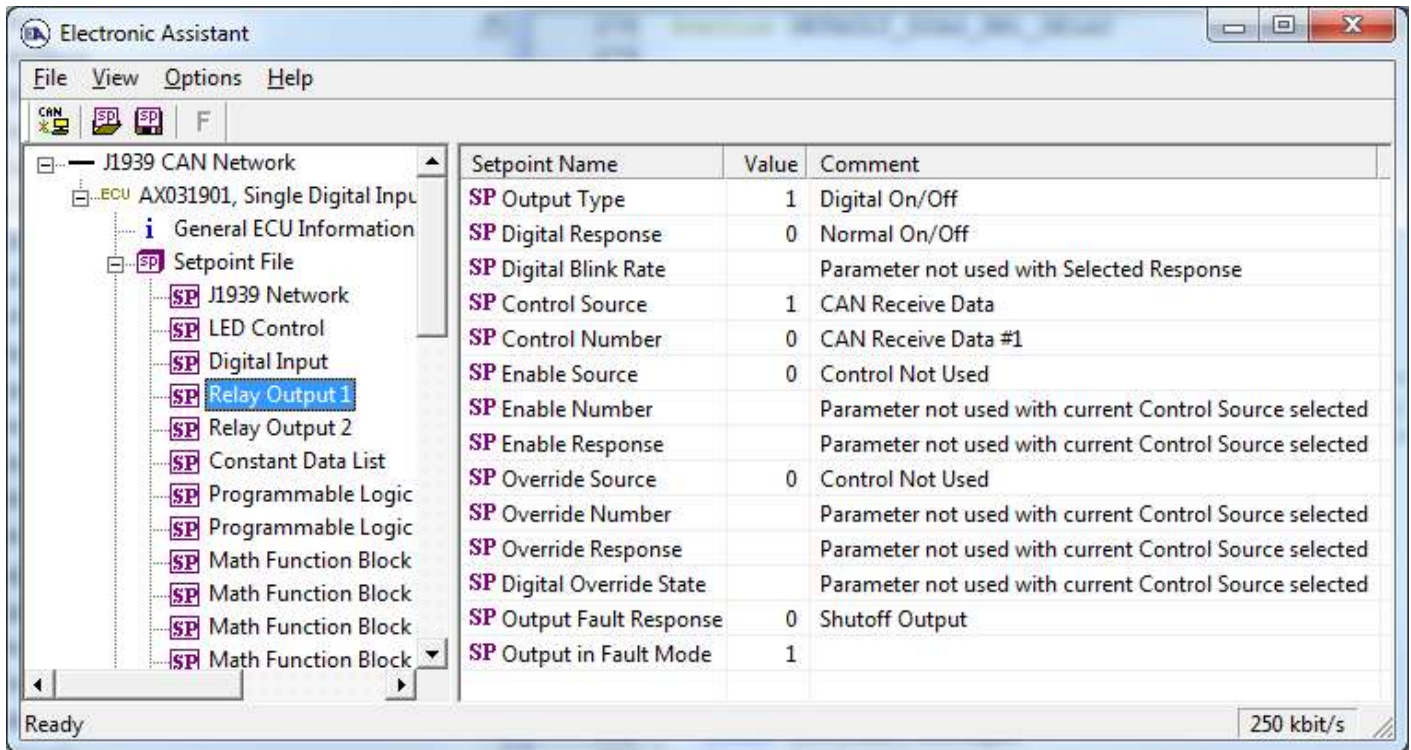 Electronic Assistant
File View Options Help
CAN SP SP F
J1939 CAN Network
ECU AX031901, Single Digital Inpu
i General ECU Information
SP Setpoint File
SP J1939 Network
SP LED Control
SP Digital Input
SP Relay Output 1
SP Relay Output 2
SP Constant Data List
SP Programmable Logic
SP Programmable Logic
SP Math Function Block
SP Math Function Block
SP Math Function Block
SP Math Function Block
Setpoint Name Value Comment
SP Output Type 1 Digital On/Off
SP Digital Response 0 Normal On/Off
SP Digital Blink Rate Parameter not used with Selected Response
SP Control Source 1 CAN Receive Data
SP Control Number 0 CAN Receive Data #1
SP Enable Source 0 Control Not Used
SP Enable Number Parameter not used with current Control Source selected
SP Enable Response Parameter not used with current Control Source selected
SP Override Source 0 Control Not Used
SP Override Number Parameter not used with current Control Source selected
SP Override Response Parameter not used with current Control Source selected
SP Digital Override State Parameter not used with current Control Source selected
SP Output Fault Response 0 Shutoff Output
SP Output in Fault Mode 1
Ready 250 kbit/s